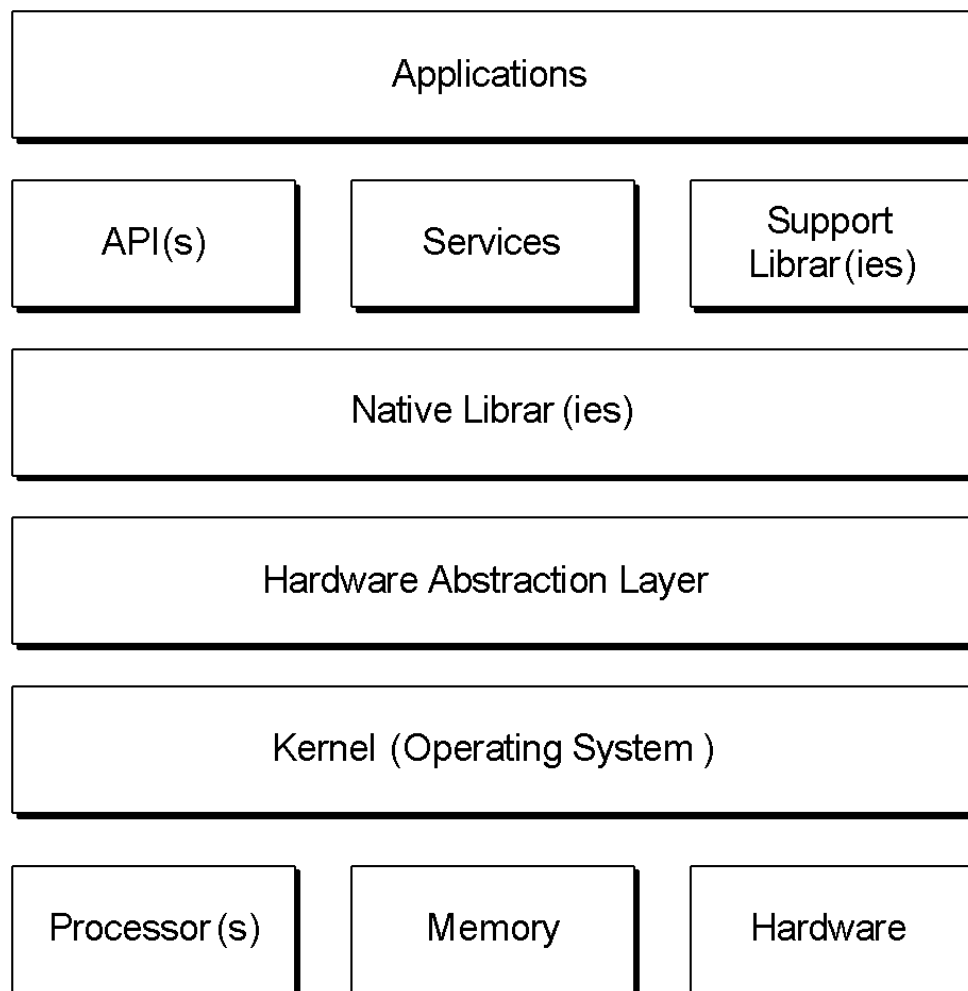 Applications
API(s)
Services
Support
Librar(ies)
Native Librar (ies)
Hardware Abstraction Layer
Kernel (Operating System )
Processor(s)
Memory
Hardware